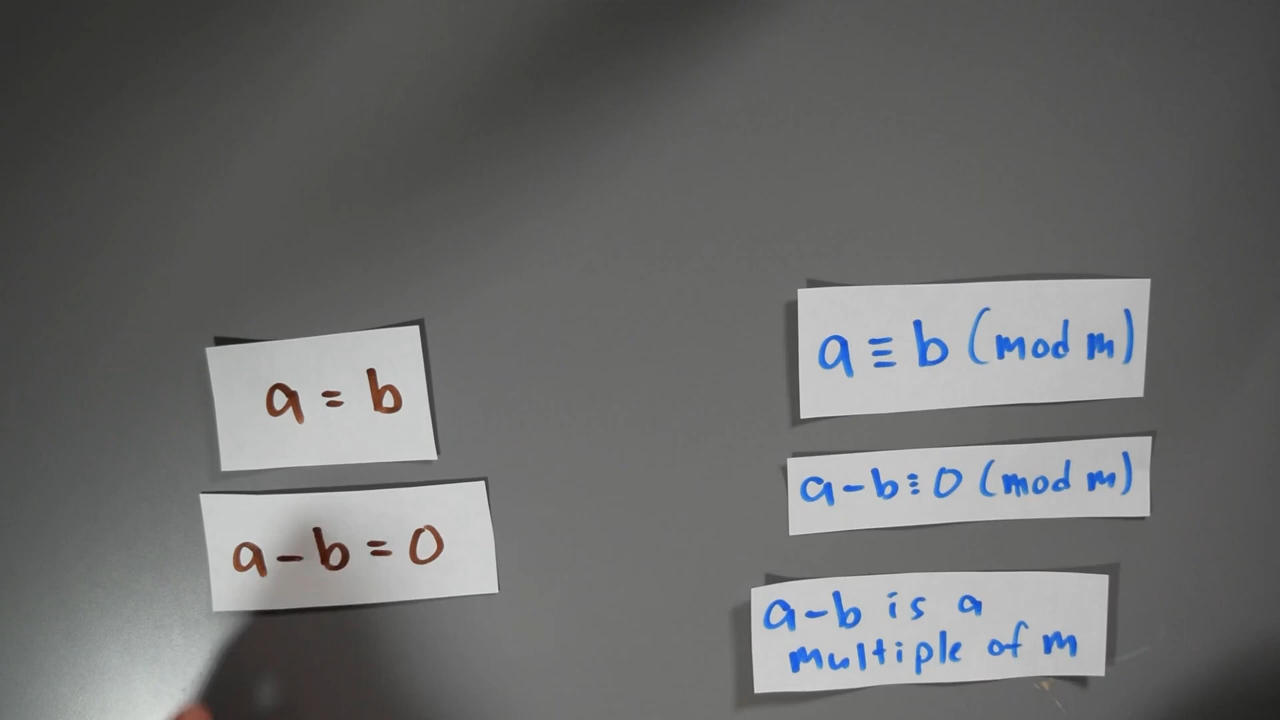 a = b
a - b = 0
a ≡ b (mod m)
a - b ≡ 0 (mod m)
a - b is a
multiple of m